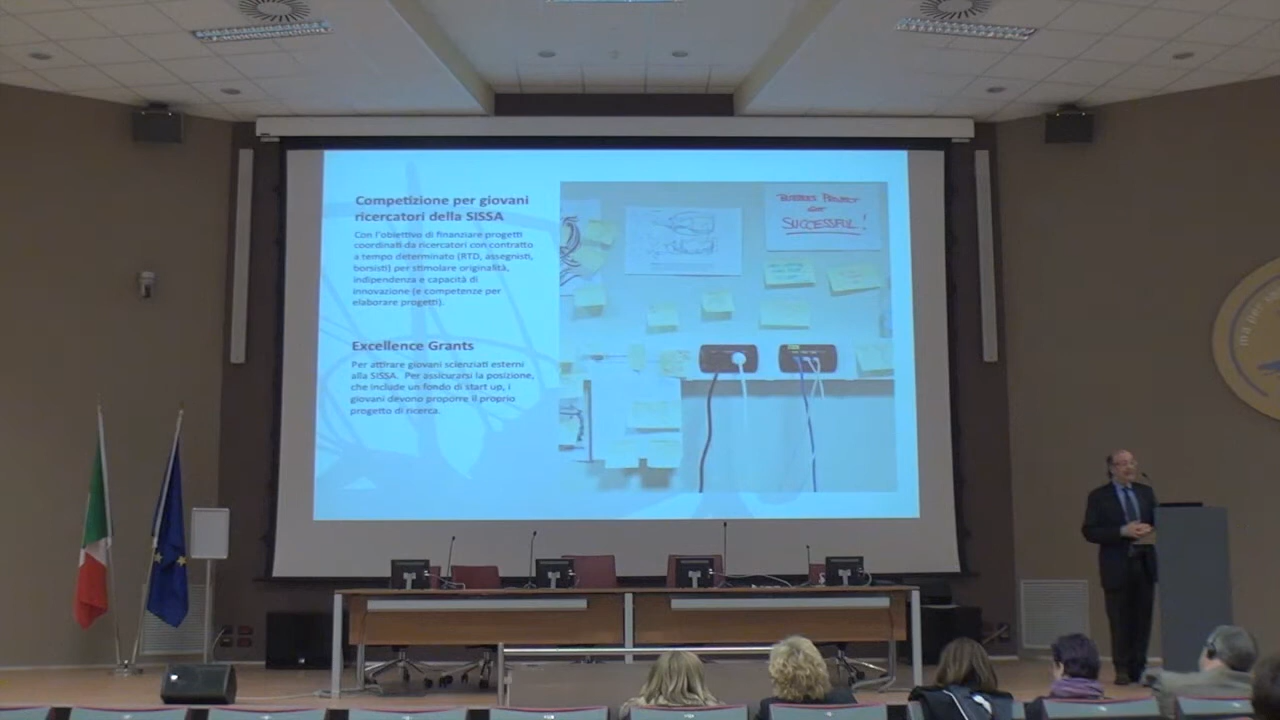 Competizione per giovani
ricercatori della SISSA
Con l'obiettivo di finanziare progetti
coordinati da ricercatori con contratto
a tempo determinato (RTD, assegnisti,
borsisti) per stimolare originalità,
indipendenza e capacità di
innovazione (e competenze per
elaborare progetti).
Excellence Grants
Per attirare giovani scienziati esterni
alla SISSA. Per assicurarsi la posizione,
che include un fondo di start up, i
giovani devono proporre il proprio
progetto di ricerca.
SUCCESSFUL!